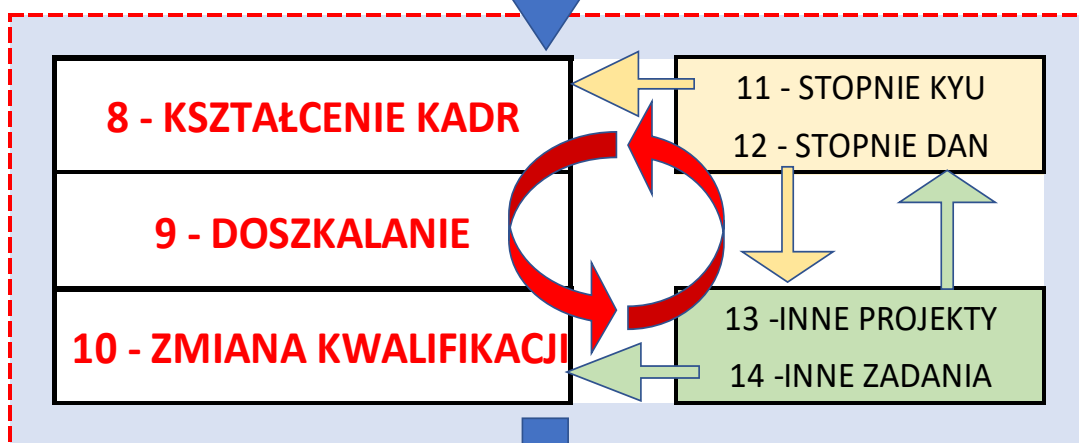 8 - KSZTAŁCENIE KADR
9 - DOSZKALANIE
10 - ZMIANA KWALIFIKACJI
11 - STOPNIE KYU
12 - STOPNIE DAN
13 -INNE PROJEKTY
14 -INNE ZADANIA